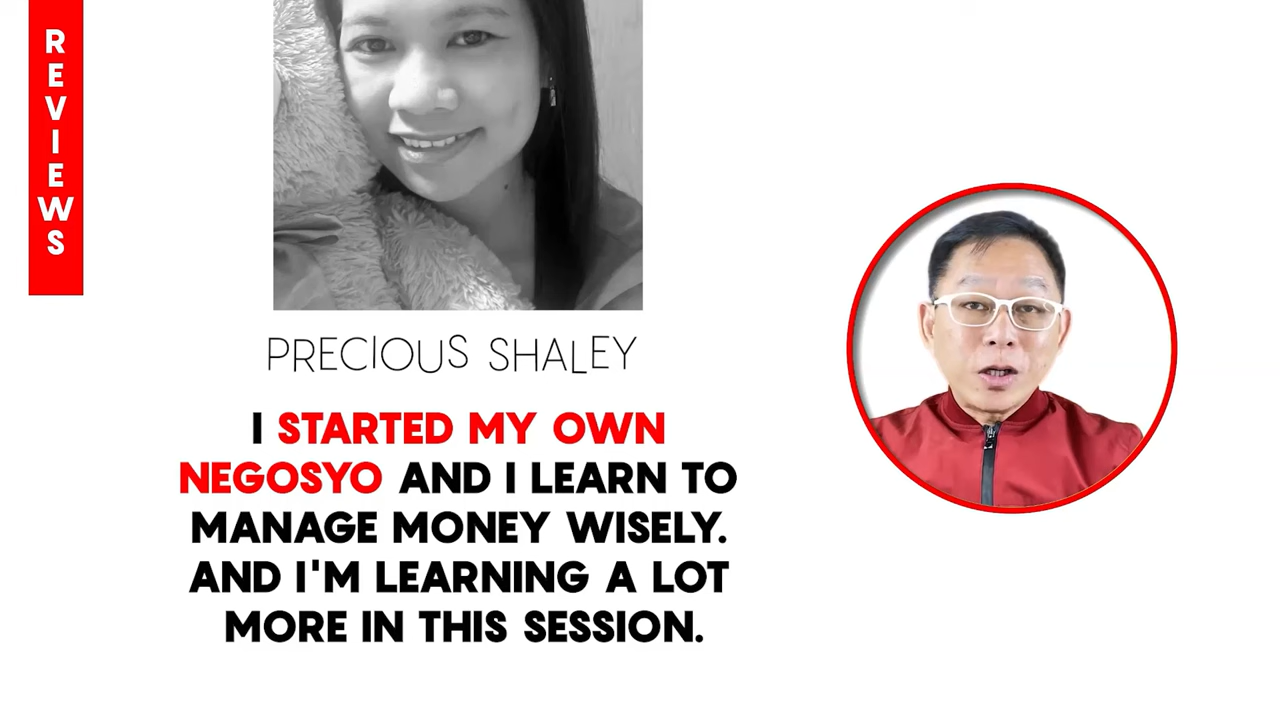 REVIEWS
PRECIOUS SHALEY
I STARTED MY OWN
NEGOSYO AND I LEARN TO
MANAGE MONEY WISELY.
AND I'M LEARNING A LOT
MORE IN THIS SESSION.